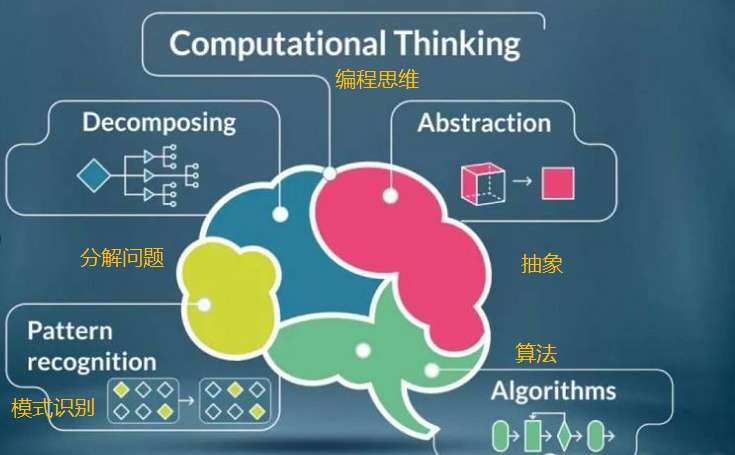 Computational Thinking
编程思维
Decomposing
Abstraction
分解问题
抽象
Pattern
recognition
模式识别
算法
Algorithms